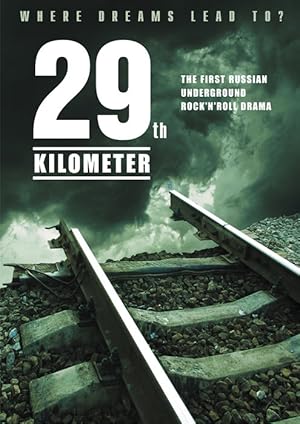 WHERE DREAMS LEAD TO?
29th
KILOMETER
THE FIRST RUSSIAN
UNDERGROUND
ROCK'N'ROLL DRAMA